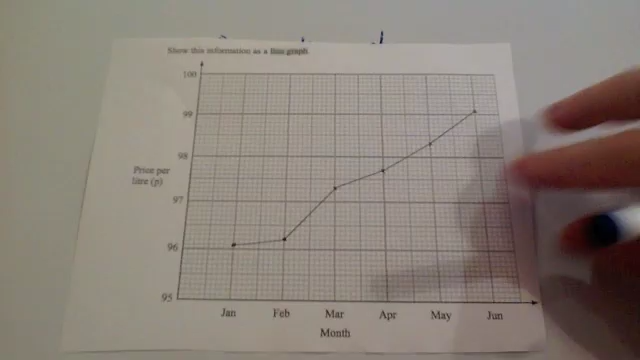 Show this information as a line graph
100
99
98
Price per
litre (p)
97
96
95
Jan Feb Mar Apr May Jun
Month